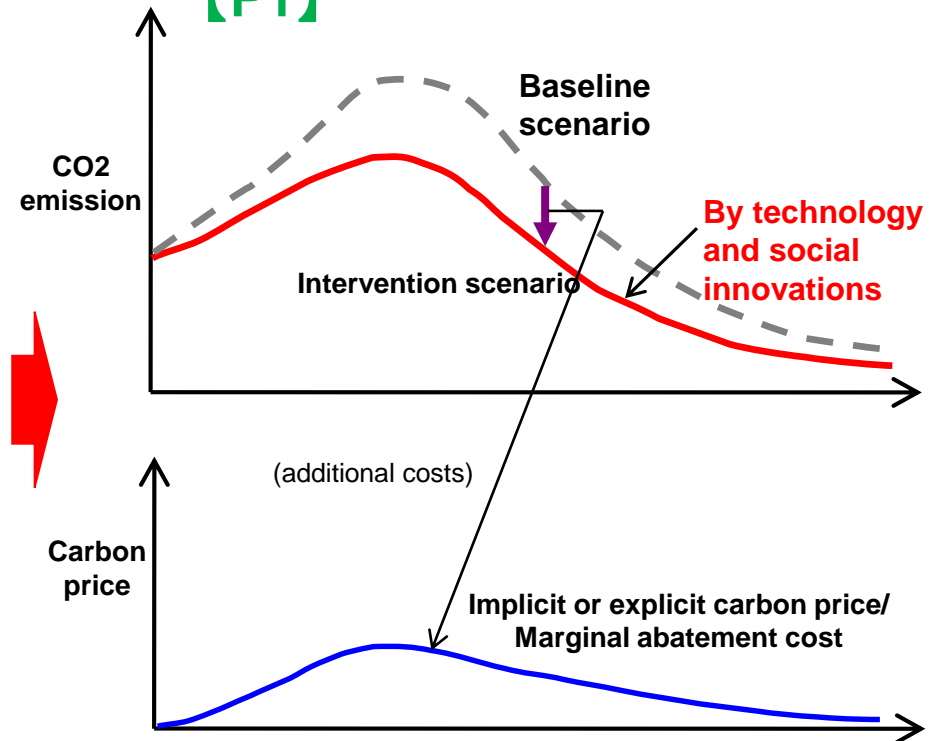 【P1】
Baseline
scenario
CO2
emission
By technology
and social
innovations
Intervention scenario
(additional costs)
Carbon
price
Implicit or explicit carbon price/
Marginal abatement cost